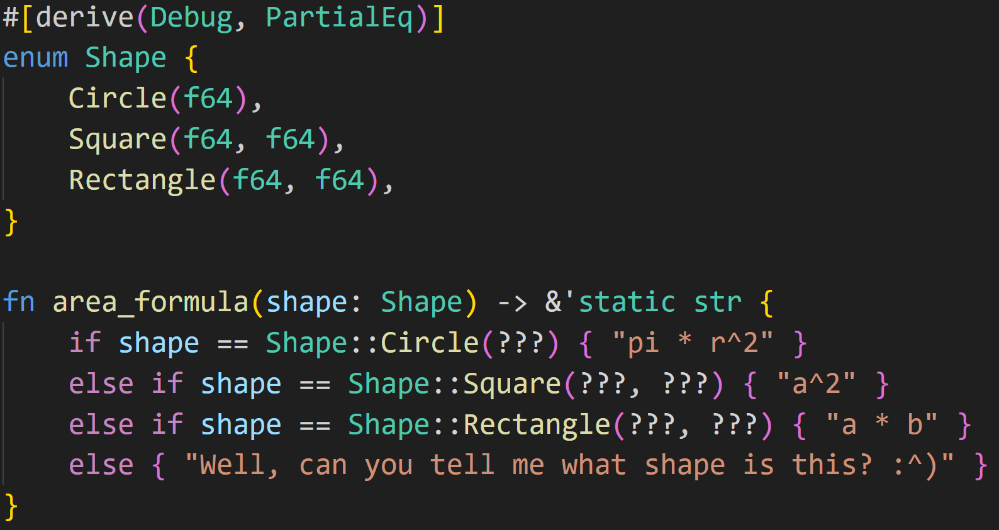 #[derive(Debug, PartialEq)]
enum Shape {
    Circle(f64),
    Square(f64, f64),
    Rectangle(f64, f64),
}

fn area_formula(shape: Shape) -> &'static str {
    if shape == Shape::Circle(???) { "pi * r^2" }
    else if shape == Shape::Square(???, ???) { "a^2" }
    else if shape == Shape::Rectangle(???, ???) { "a * b" }
    else { "Well, can you tell me what shape is this? :^)" }
}